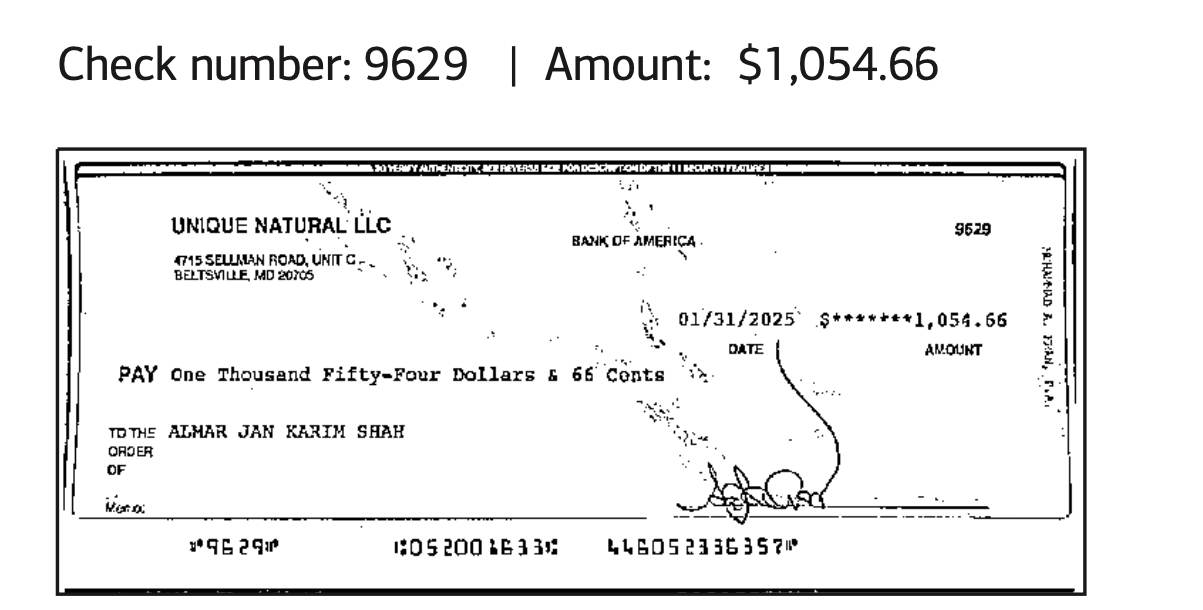 Check number: 9629 | Amount: $1,054.66
TO VERIFY AUTHENTICITY, SEE REVERSE SIDE FOR DESCRIPTION OF THE 11 SECURITY FEATURES
UNIQUE NATURAL LLC
BANK OF AMERICA
9629
4715 SELLMAN ROAD, UNIT C
BELTSVILLE, MD 20705
01/31/2025 $*******1,054.66
DATE AMOUNT
PAY One Thousand Fifty-Four Dollars & 66 Cents
TO THE ORDER OF ALMAR JAN KARIM SHAH
Memo:
⑈9629⑈ ⑆052001633⑆ 446052336357⑈